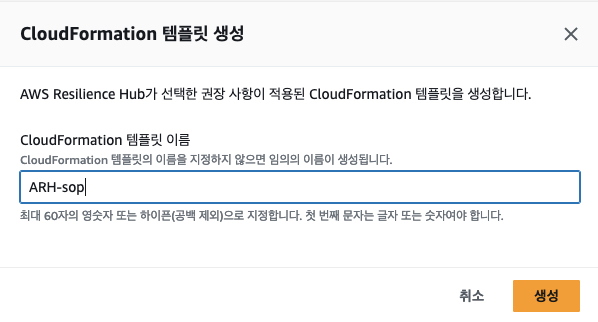 CloudFormation 템플릿 생성
AWS Resilience Hub가 선택한 권장 사항이 적용된 CloudFormation 템플릿을 생성합니다.
CloudFormation 템플릿 이름
CloudFormation 템플릿의 이름을 지정하지 않으면 임의의 이름이 생성됩니다.
ARH-sop
최대 60자의 영숫자 또는 하이픈(공백 제외)으로 지정합니다. 첫 번째 문자는 글자 또는 숫자여야 합니다.
취소 생성